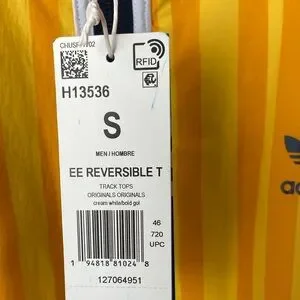 RFID
H13536
S
MEN / HOMBRE
EE REVERSIBLE T
TRACK TOPS
ORIGINALS ORIGINALS
cream white/bold gol
46
720
UPC
1 94818 81024 8
127064951